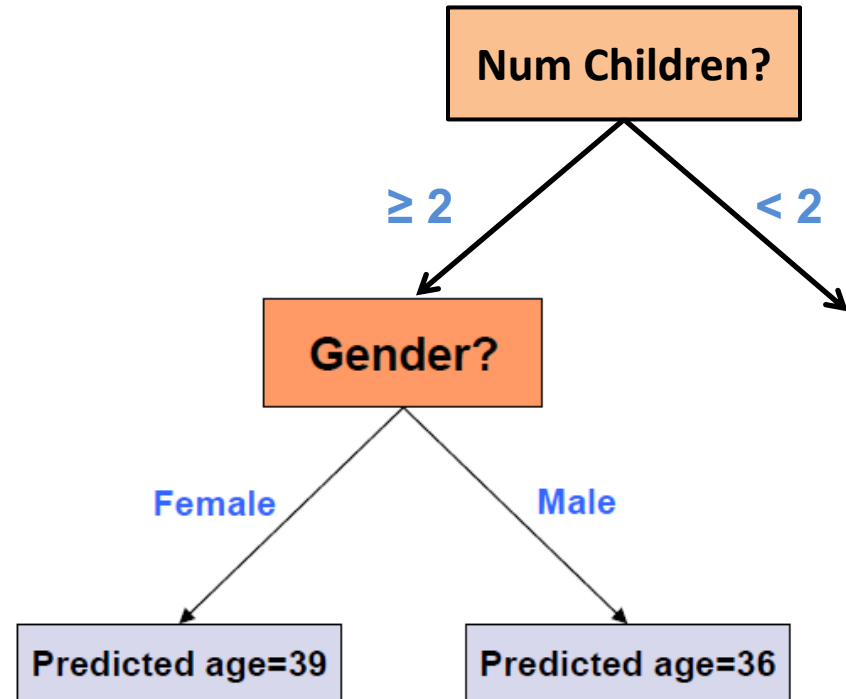 Num Children?
≥ 2
< 2
Gender?
Female
Male
Predicted age=39
Predicted age=36